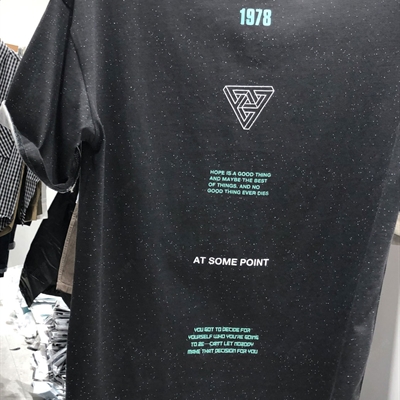 1978
HOPE IS A GOOD THING
AND MAYBE THE BEST
OF THINGS. AND NO
GOOD THING EVER DIES
AT SOME POINT
YOU GOT TO DECIDE FOR
YOURSELF WHO YOU'RE GOING
TO BE—CAN'T LET NOBODY
MAKE THAT DECISION FOR YOU